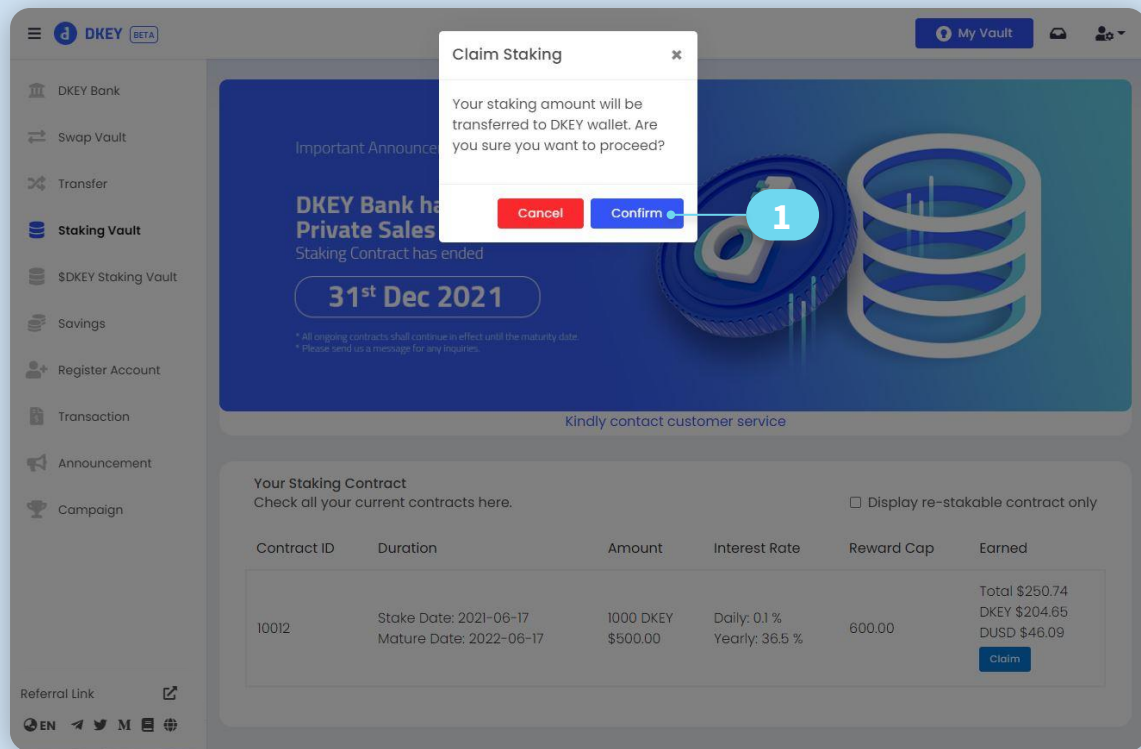 DKEY BETA
My Vault
DKEY Bank
Swap Vault
Transfer
Staking Vault
$DKEY Staking Vault
Savings
Register Account
Transaction
Announcement
Campaign
Referral Link
EN
Claim Staking
Your staking amount will be
transferred to DKEY wallet. Are
you sure you want to proceed?
Cancel
Confirm
1
Important Announce
DKEY Bank ha
Private Sales
Staking Contract has ended
31st Dec 2021
* All ongoing contracts shall continue in effect until the maturity date.
* Please send us a message for any inquiries.
Kindly contact customer service
Your Staking Contract
Check all your current contracts here.
Display re-stakable contract only
Contract ID Duration Amount Interest Rate Reward Cap Earned
10012
Stake Date: 2021-06-17
Mature Date: 2022-06-17
1000 DKEY
$500.00
Daily: 0.1 %
Yearly: 36.5 %
600.00
Total $250.74
DKEY $204.65
DUSD $46.09
Claim